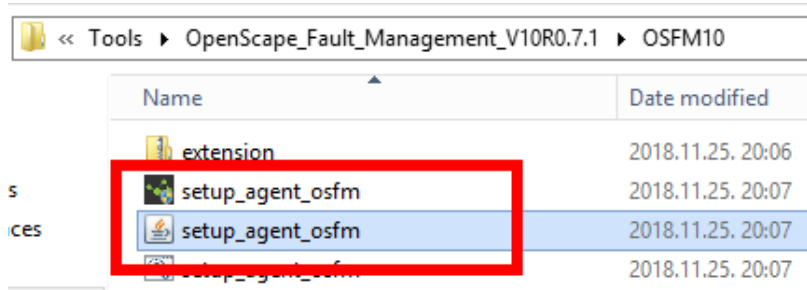 « Tools ▸ OpenScape_Fault_Management_V10R0.7.1 ▸ OSFM10
Name Date modified
extension 2018.11.25. 20:06
setup_agent_osfm 2018.11.25. 20:07
s
setup_agent_osfm 2018.11.25. 20:07
ces
setup_agent_osfm 2018.11.25. 20:07